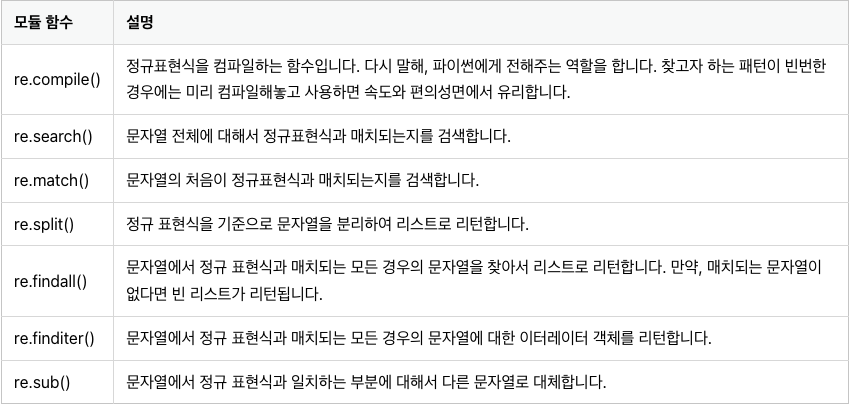 모듈 함수 설명
re.compile() 정규표현식을 컴파일하는 함수입니다. 다시 말해, 파이썬에게 전해주는 역할을 합니다. 찾고자 하는 패턴이 빈번한
경우에는 미리 컴파일해놓고 사용하면 속도와 편의성면에서 유리합니다.
re.search() 문자열 전체에 대해서 정규표현식과 매치되는지를 검색합니다.
re.match() 문자열의 처음이 정규표현식과 매치되는지를 검색합니다.
re.split() 정규 표현식을 기준으로 문자열을 분리하여 리스트로 리턴합니다.
re.findall() 문자열에서 정규 표현식과 매치되는 모든 경우의 문자열을 찾아서 리스트로 리턴합니다. 만약, 매치되는 문자열이
없다면 빈 리스트가 리턴됩니다.
re.finditer() 문자열에서 정규 표현식과 매치되는 모든 경우의 문자열에 대한 이터레이터 객체를 리턴합니다.
re.sub() 문자열에서 정규 표현식과 일치하는 부분에 대해서 다른 문자열로 대체합니다.